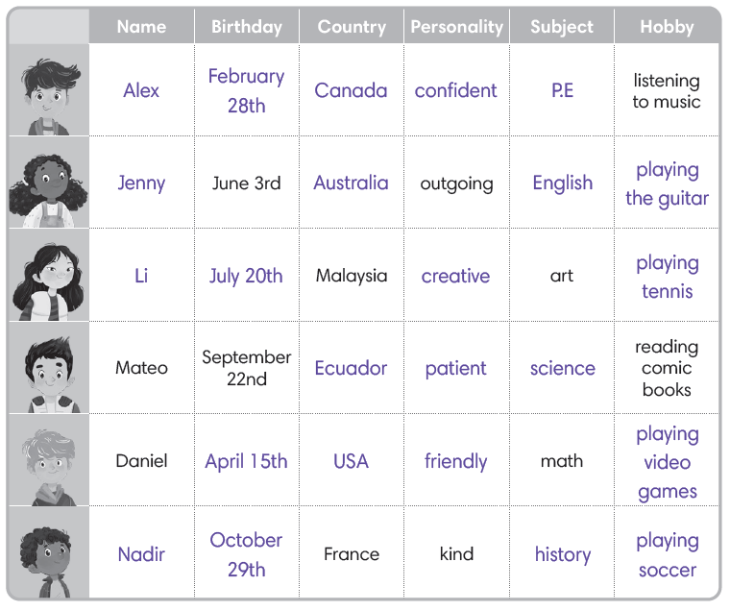 Name Birthday Country Personality Subject Hobby
Alex February 28th Canada confident P.E listening to music
Jenny June 3rd Australia outgoing English playing the guitar
Li July 20th Malaysia creative art playing tennis
Mateo September 22nd Ecuador patient science reading comic books
Daniel April 15th USA friendly math playing video games
Nadir October 29th France kind history playing soccer